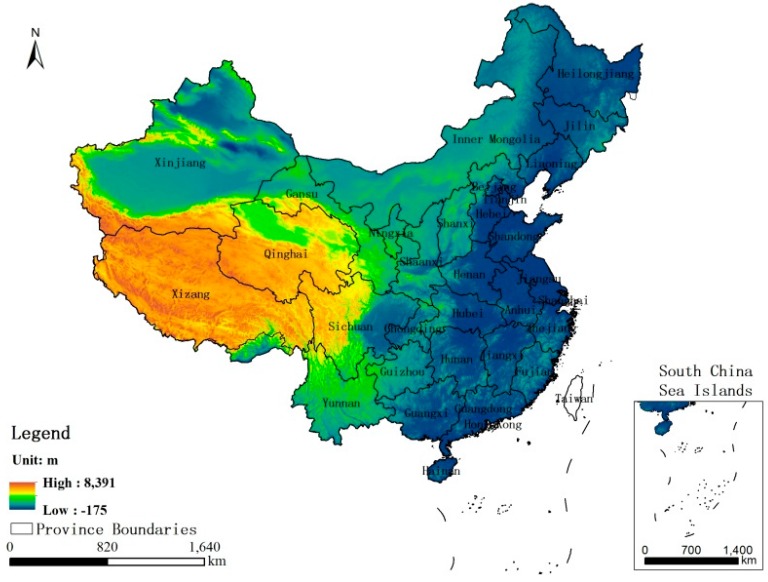 N
Heilongjiang
Jilin
Inner Mongolia
Liaoning
Xinjiang
Beijing
Tianjin
Gansu
Hebei
Shanxi
Ningxia
Shandong
Qinghai
Shaanxi
Henan
Jiangsu
Xizang
Shanghai
Anhui
Hubei
Sichuan
Chongqing
Zhejiang
Hunan
Jiangxi
Guizhou
Fujian
South China
Sea Islands
Taiwan
Yunnan
Guangxi
Guangdong
HongKong
Hainan
Legend
Unit: m
High : 8,391
Low : -175
Province Boundaries
0 820 1,640
km
0 700 1,400
km